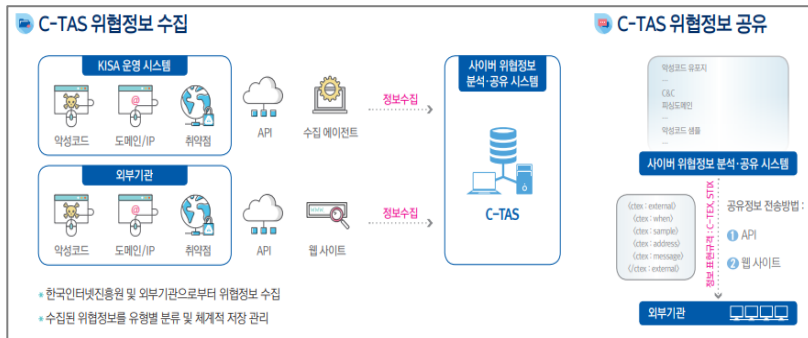 C-TAS 위협정보 수집
KISA 운영 시스템
악성코드
도메인/IP
취약점
API
수집 에이전트
정보수집
외부기관
악성코드
도메인/IP
취약점
API
웹 사이트
정보수집
사이버 위협정보
분석·공유 시스템
C-TAS
한국인터넷진흥원 및 외부기관으로부터 위협정보 수집
수집된 위협정보를 유형별 분류 및 체계적 저장 관리
C-TAS 위협정보 공유
악성코드 유포지
...
C&C
피싱도메인
...
악성코드 샘플
...
사이버 위협정보 분석·공유 시스템
(ctex : external)
(ctex : when)
(ctex : sample)
(ctex : address)
(ctex : message)
(/ctex : external)
정보 표현규격 : C-TEX, STIX
공유정보 전송방법 :
1 API
2 웹 사이트
외부기관